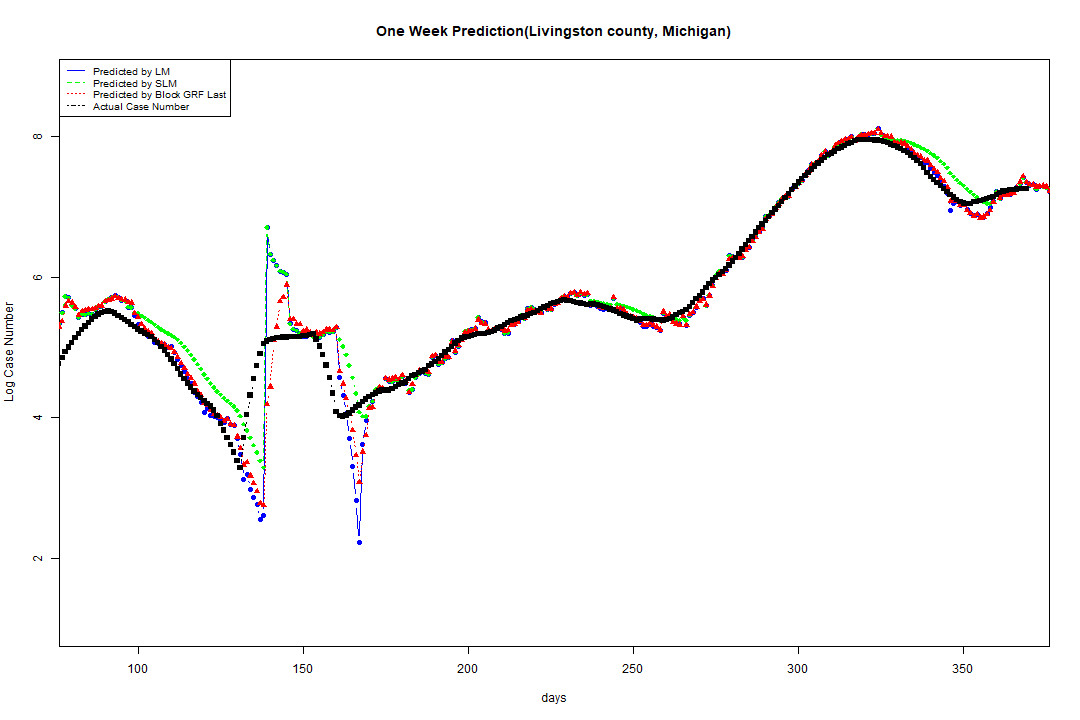 One Week Prediction(Livingston county, Michigan)
Predicted by LM
Predicted by SLM
Predicted by Block GRF Last
Actual Case Number
8
6
4
2
Log Case Number
100 150 200 250 300 350
days